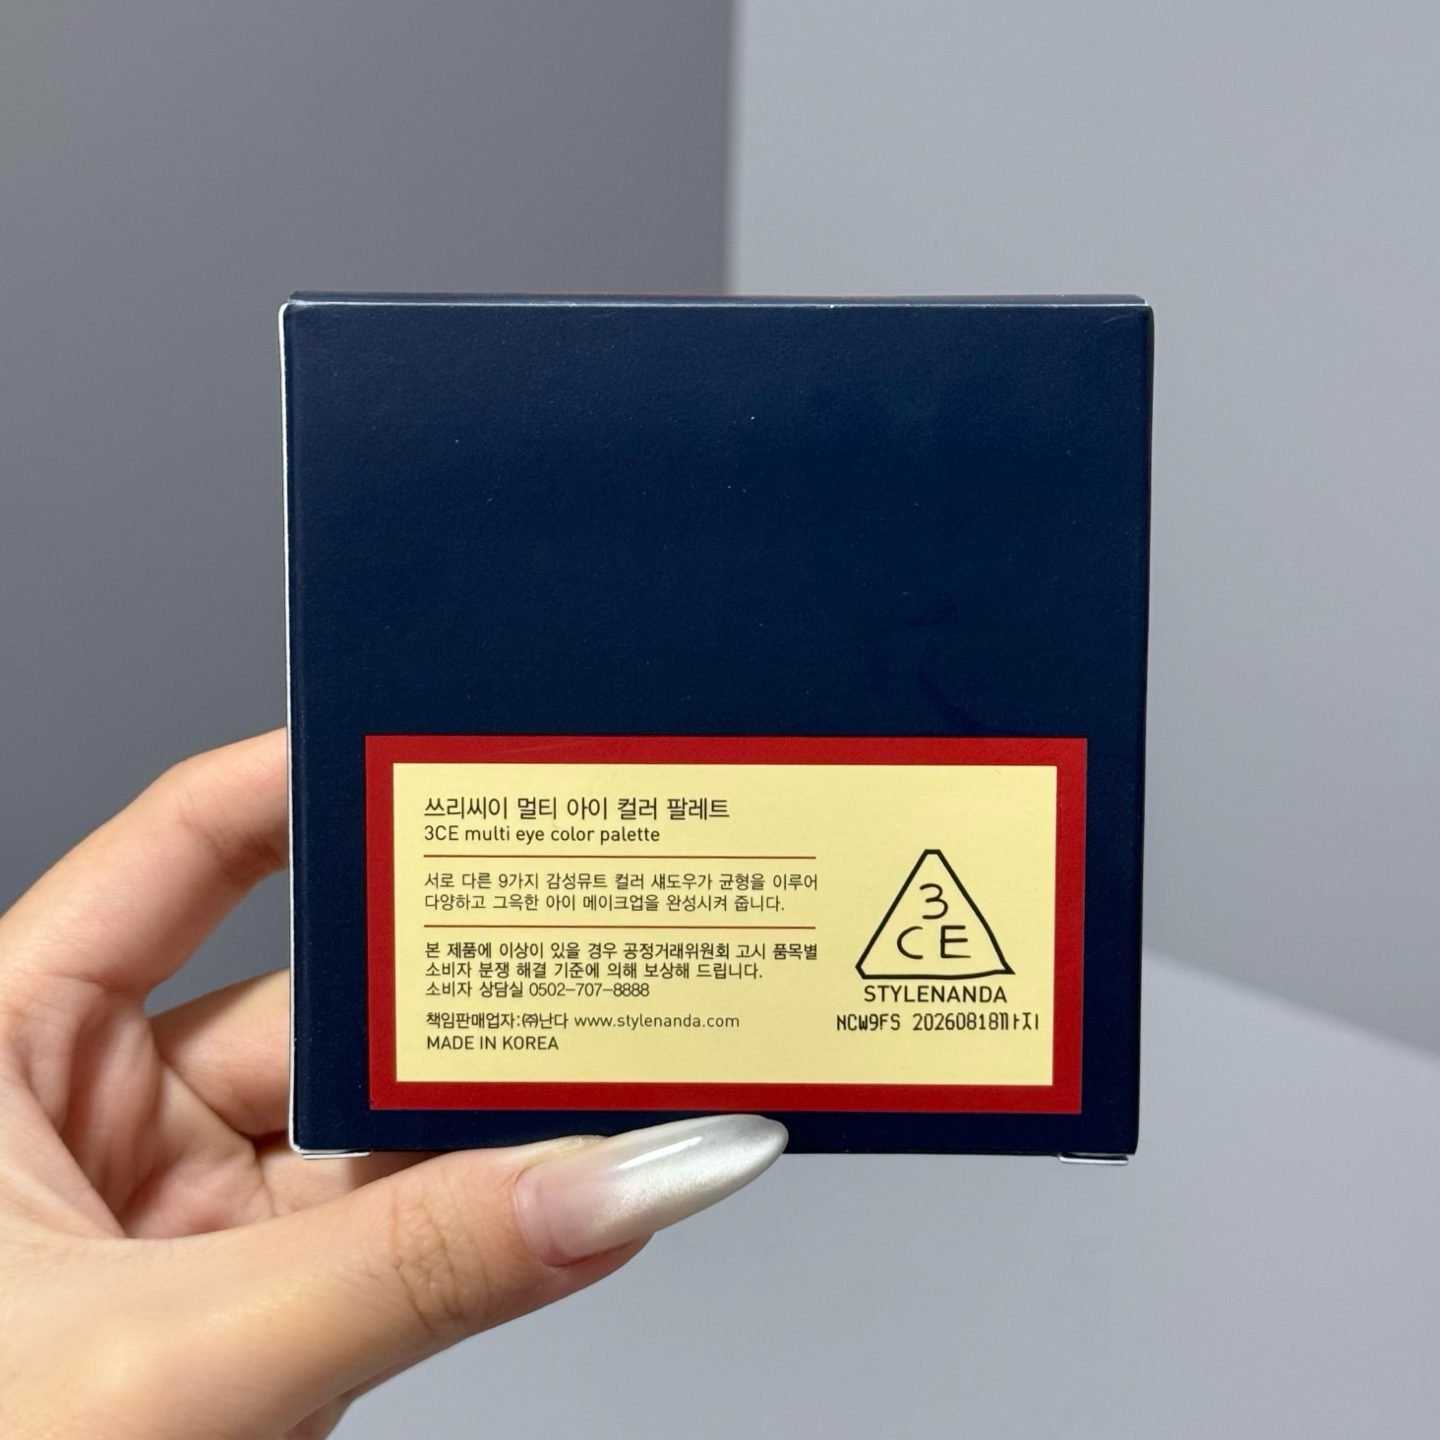 쓰리씨이 멀티 아이 컬러 팔레트
3CE multi eye color palette
서로 다른 9가지 감성뮤트 컬러 섀도우가 균형을 이루어
다양하고 그윽한 아이 메이크업을 완성시켜 줍니다.
본 제품에 이상이 있을 경우 공정거래위원회 고시 품목별
소비자 분쟁 해결 기준에 의해 보상해 드립니다.
소비자 상담실 0502-707-8888
책임판매업자:㈜난다 www.stylenanda.com
MADE IN KOREA
3
CE
STYLENANDA
NCW9FS 20260818까지